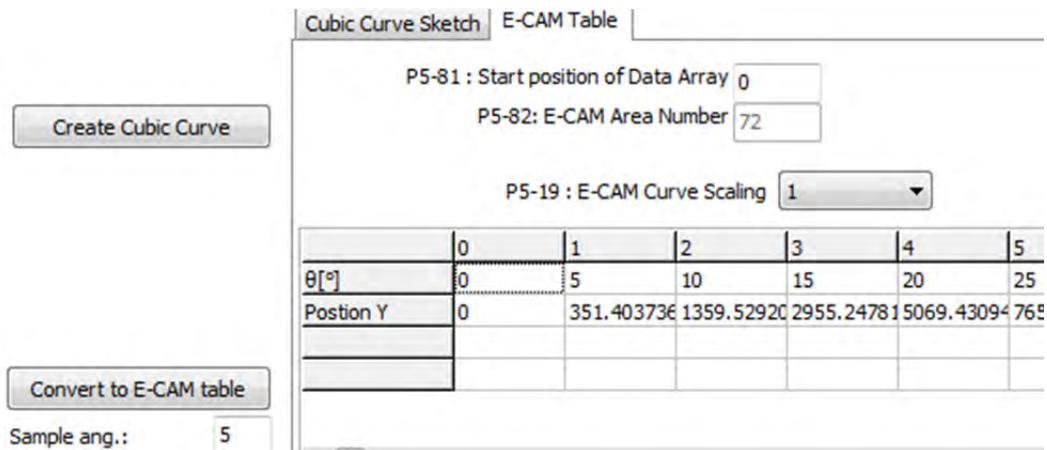 Cubic Curve Sketch E-CAM Table
P5-81 : Start position of Data Array 0
Create Cubic Curve
P5-82: E-CAM Area Number 72
P5-19 : E-CAM Curve Scaling 1
0 1 2 3 4 5
θ[°] 0 5 10 15 20 25
Postion Y 0 351.403736 1359.52920 2955.24781 5069.43094 765
Convert to E-CAM table
Sample ang.: 5